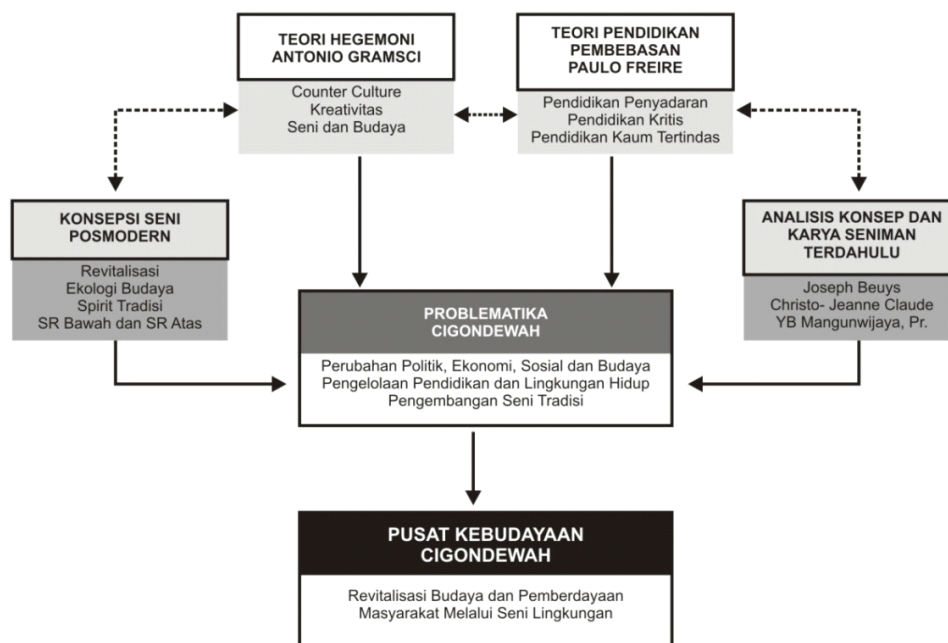 TEORI HEGEMONI
ANTONIO GRAMSCI
Counter Culture
Kreativitas
Seni dan Budaya
TEORI PENDIDIKAN
PEMBEBASAN
PAULO FREIRE
Pendidikan Penyadaran
Pendidikan Kritis
Pendidikan Kaum Tertindas
KONSEPSI SENI
POSMODERN
Revitalisasi
Ekologi Budaya
Spirit Tradisi
SR Bawah dan SR Atas
ANALISIS KONSEP DAN
KARYA SENIMAN
TERDAHULU
Joseph Beuys
Christo- Jeanne Claude
YB Mangunwijaya, Pr.
PROBLEMATIKA
CIGONDEWAH
Perubahan Politik, Ekonomi, Sosial dan Budaya
Pengelolaan Pendidikan dan Lingkungan Hidup
Pengembangan Seni Tradisi
PUSAT KEBUDAYAAN
CIGONDEWAH
Revitalisasi Budaya dan Pemberdayaan
Masyarakat Melalui Seni Lingkungan